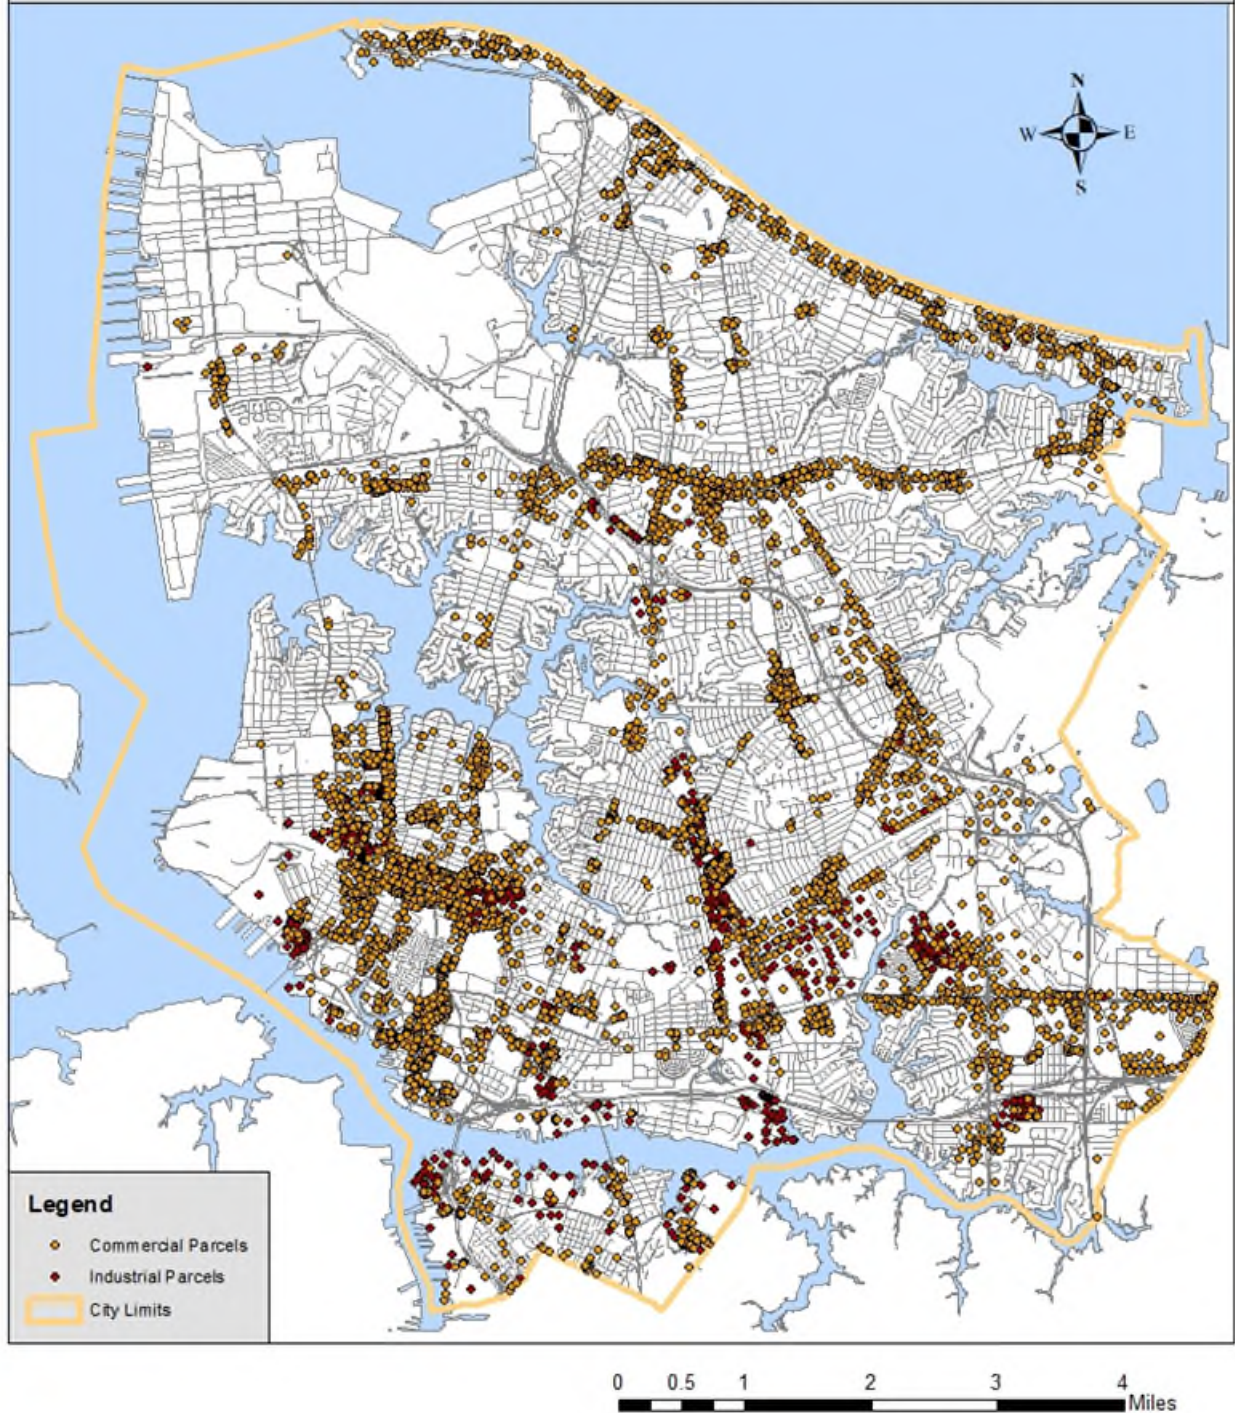 N
W E
S
Legend
Commercial Parcels
Industrial Parcels
City Limits
0 0.5 1 2 3 4
Miles